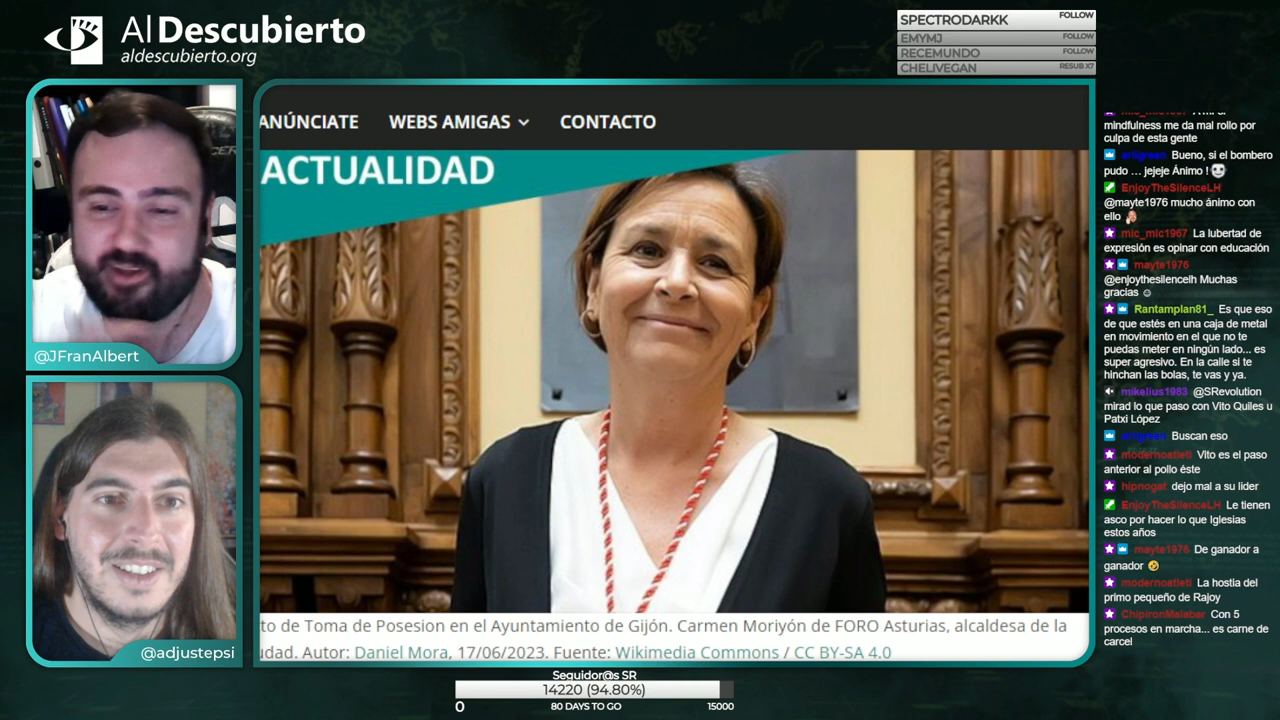 Al Descubierto
aldescubierto.org
SPECTRODARKK FOLLOW
EMYMJ FOLLOW
RECEMUNDO FOLLOW
CHELIVEGAN RESUB X7
ANÚNCIATE WEBS AMIGAS CONTACTO
ACTUALIDAD
@JFranAlbert
@adjustepsi
to de Toma de Posesión en el Ayuntamiento de Gijón. Carmen Moriyón de FORO Asturias, alcaldesa de la
udad. Autor: Daniel Mora, 17/06/2023. Fuente: Wikimedia Commons / CC BY-SA 4.0
mindfulness me da mal rollo por
culpa de esta gente
Bueno, si el bombero
pudo ... jejeje Ánimo !
EnjoyTheSilenceLH
@mayte1976 mucho ánimo con
ello
mic_mic1967 La lubertad de
expresión es opinar con educación
mayte1976
@enjoythesilencelh Muchas
gracias ☺
Rantamplan81_ Es que eso
de que estés en una caja de metal
en movimiento en el que no te
puedas meter en ningún lado... es
super agresivo. En la calle si te
hinchan las bolas, te vas y ya.
mikelius1983 @SRevolution
mirad lo que paso con Vito Quiles u
Patxi López
Buscan eso
modernoatleti Vito es el paso
anterior al pollo éste
hipnogat dejo mal a su lider
EnjoyTheSilenceLH Le tienen
asco por hacer lo que Iglesias
estos años
mayte1976 De ganador a
ganador 🤣
modernoatleti La hostia del
primo pequeño de Rajoy
ChipironMalabar Con 5
procesos en marcha... es carne de
carcel
Seguidor@s SR
14220 (94.80%)
0 80 DAYS TO GO 15000